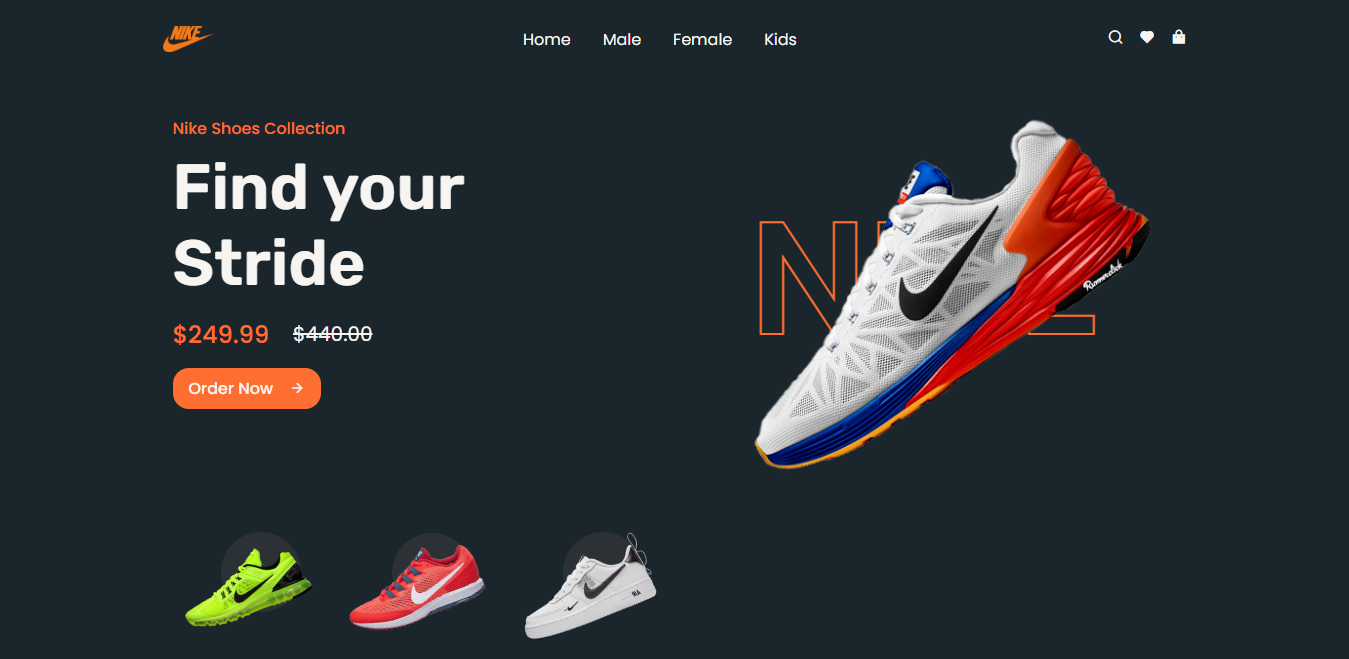 NIKE
Home Male Female Kids
Nike Shoes Collection
Find your
Stride
$249.99 $440.00
Order Now